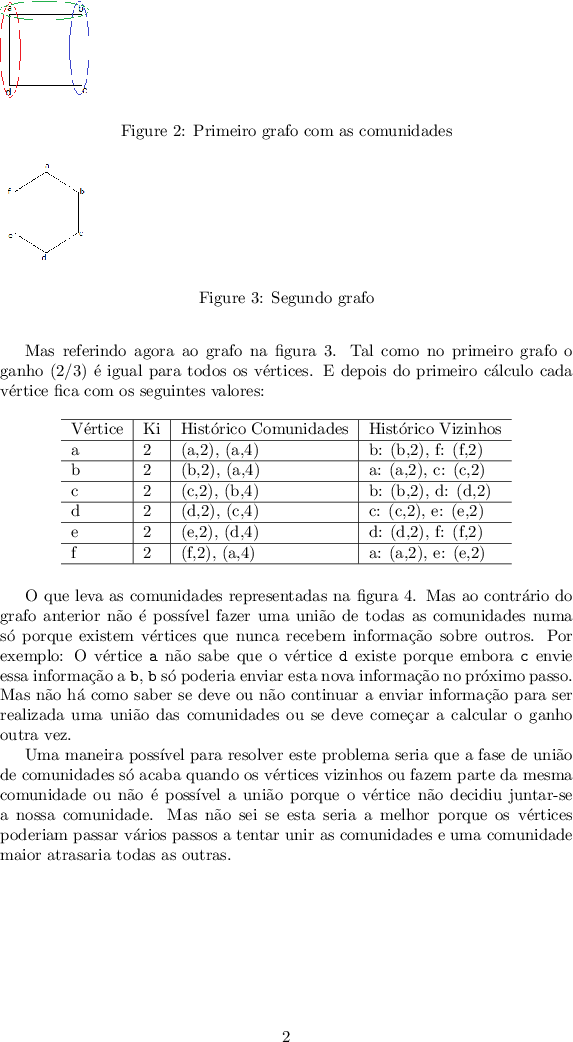 a b
d c
Figure 2: Primeiro grafo com as comunidades
a
f b
e c
d
Figure 3: Segundo grafo
Mas referindo agora ao grafo na figura 3. Tal como no primeiro grafo o
ganho (2/3) é igual para todos os vértices. E depois do primeiro cálculo cada
vértice fica com os seguintes valores:
Vértice Ki Histórico Comunidades Histórico Vizinhos
a 2 (a,2), (a,4) b: (b,2), f: (f,2)
b 2 (b,2), (a,4) a: (a,2), c: (c,2)
c 2 (c,2), (b,4) b: (b,2), d: (d,2)
d 2 (d,2), (c,4) c: (c,2), e: (e,2)
e 2 (e,2), (d,4) d: (d,2), f: (f,2)
f 2 (f,2), (a,4) a: (a,2), e: (e,2)
O que leva as comunidades representadas na figura 4. Mas ao contrário do
grafo anterior não é possível fazer uma união de todas as comunidades numa
só porque existem vértices que nunca recebem informação sobre outros. Por
exemplo: O vértice a não sabe que o vértice d existe porque embora c envie
essa informação a b, b só poderia enviar esta nova informação no próximo passo.
Mas não há como saber se deve ou não continuar a enviar informação para ser
realizada uma união das comunidades ou se deve começar a calcular o ganho
outra vez.
Uma maneira possível para resolver este problema seria que a fase de união
de comunidades só acaba quando os vértices vizinhos ou fazem parte da mesma
comunidade ou não é possível a união porque o vértice não decidiu juntar-se
a nossa comunidade. Mas não sei se esta seria a melhor porque os vértices
poderiam passar vários passos a tentar unir as comunidades e uma comunidade
maior atrasaria todas as outras.
2